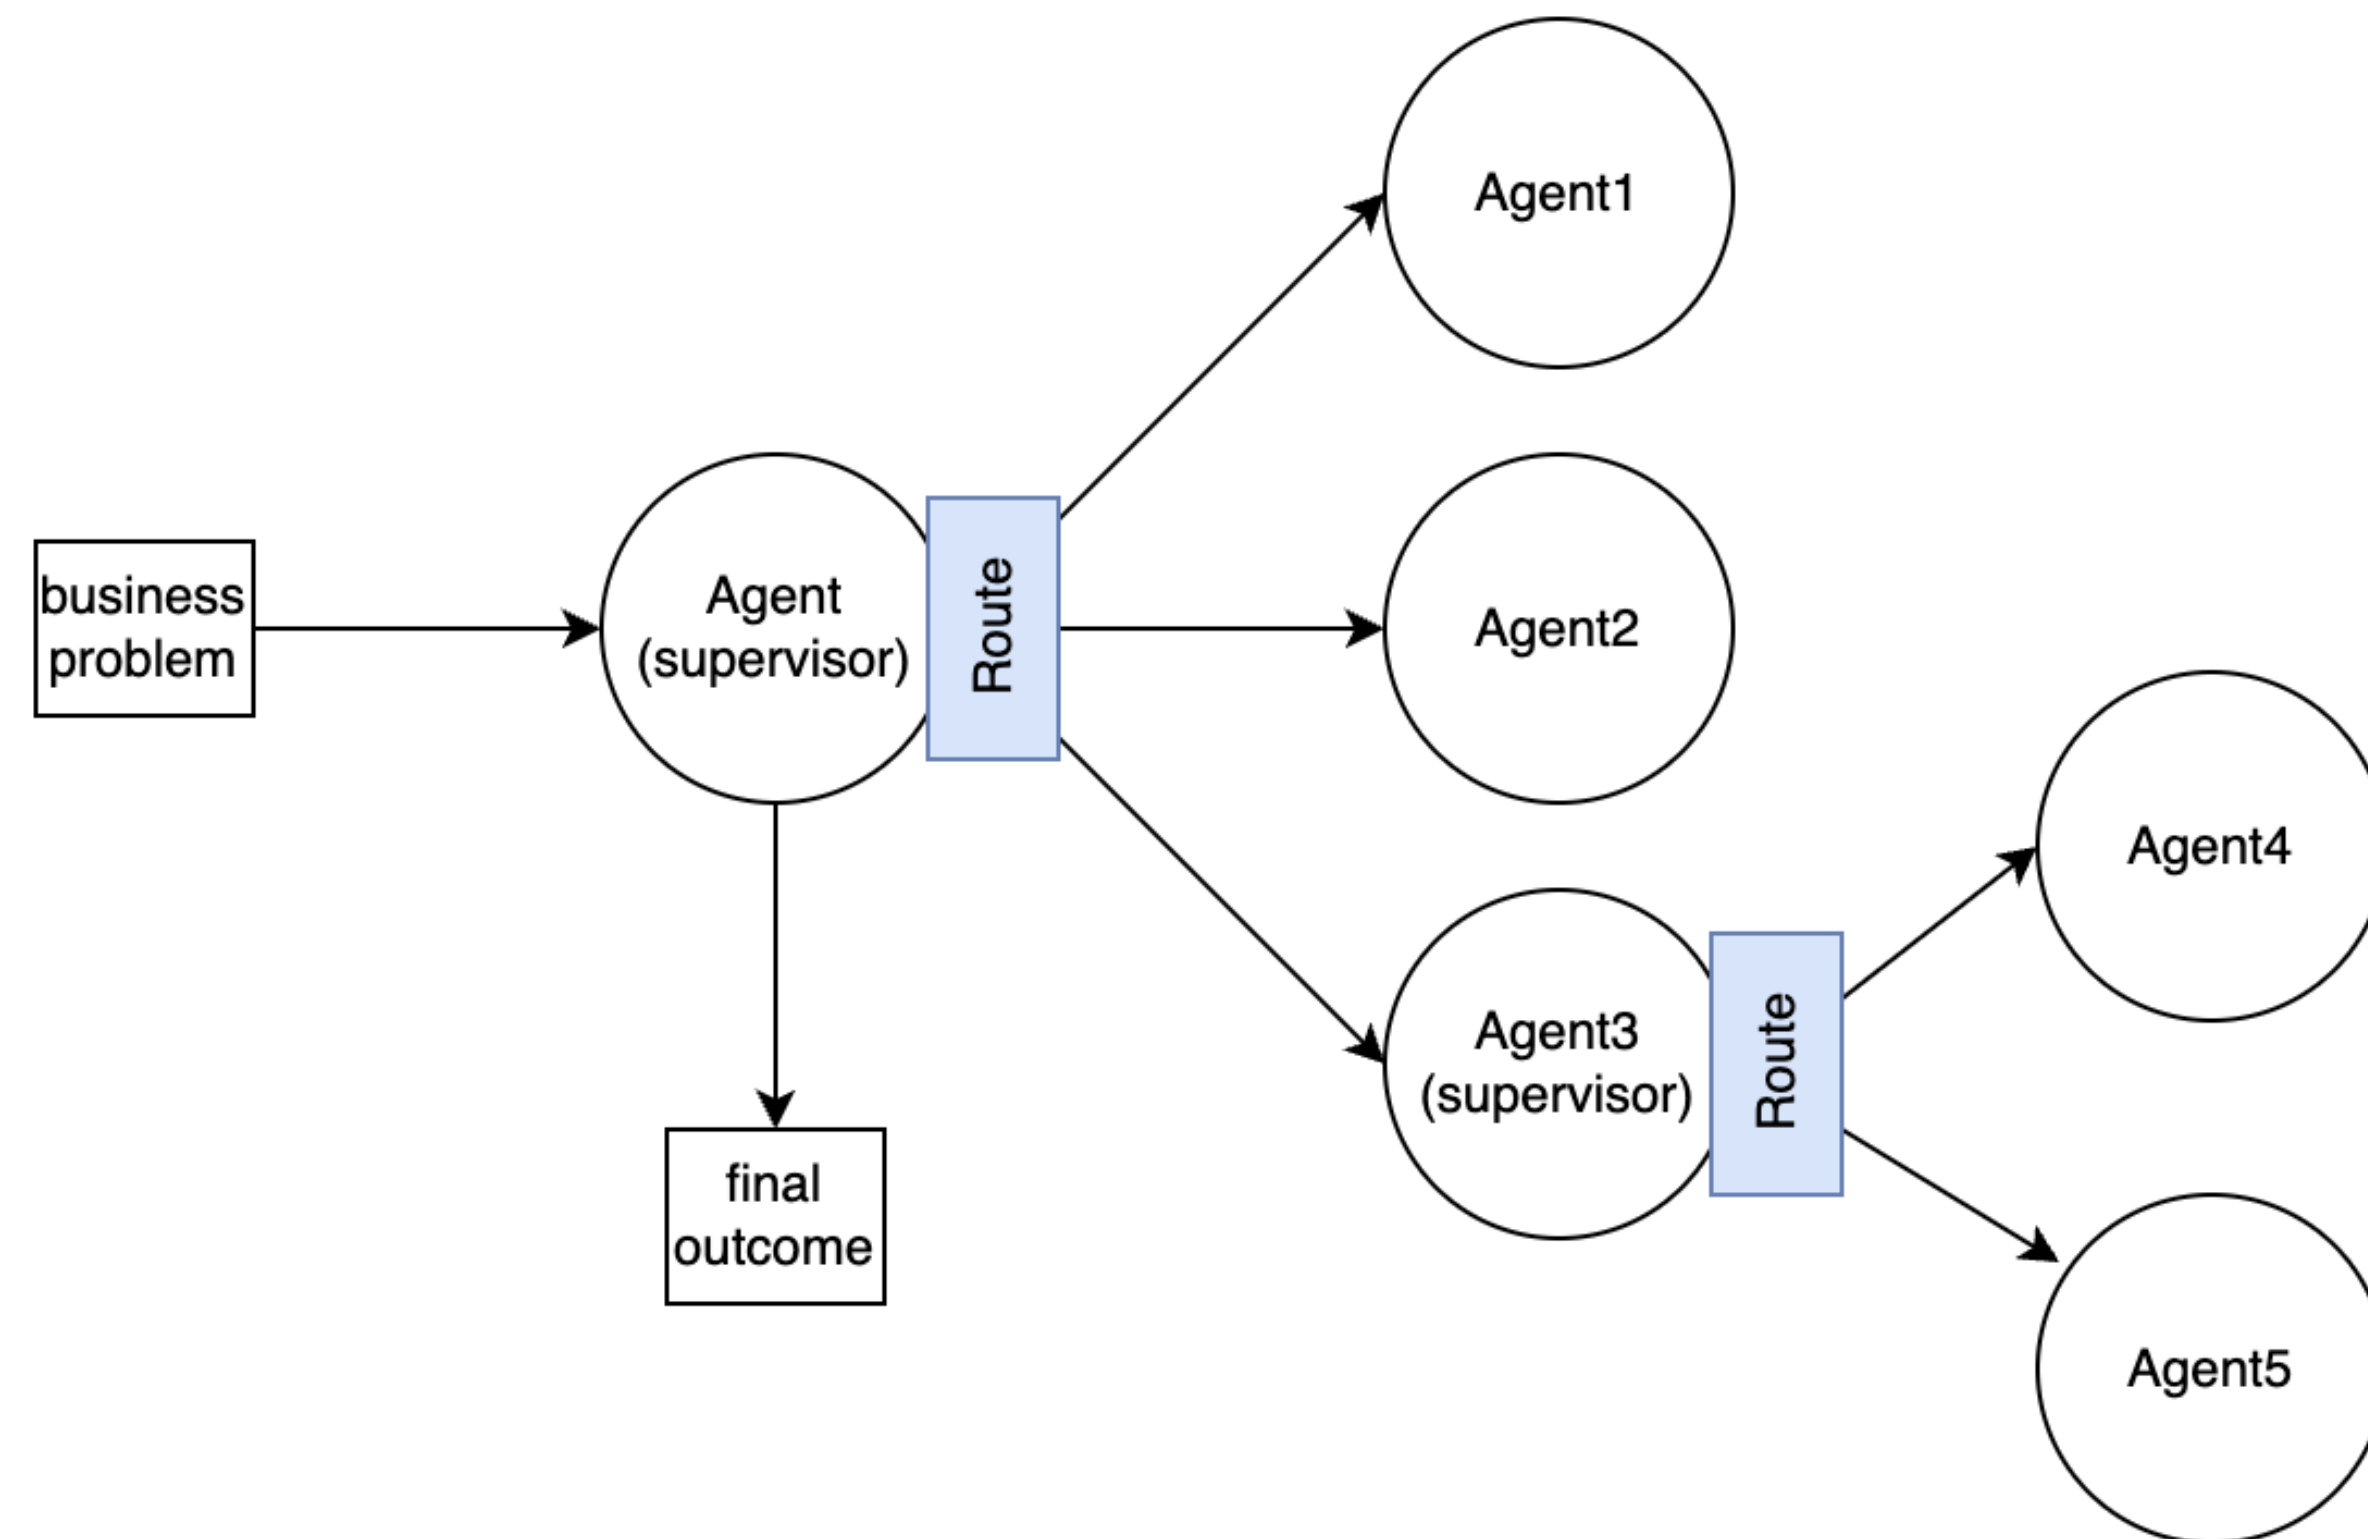 Agent1
business
problem
Agent
(supervisor)
Route
Agent2
Agent4
Agent3
(supervisor)
Route
final
outcome
Agent5